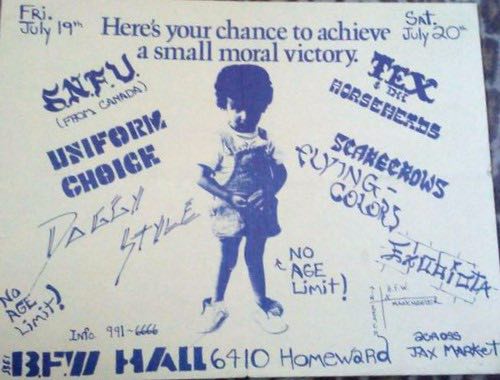 Fri.
July 19th
Here's your chance to achieve
a small moral victory.
Sat.
July 20th
S.N.F.U.
(FROM CANADA)
UNIFORM
CHOICE
DOGGY
STYLE
TEX
& THE
HORSEHEADS
SCARECROWS
FLYING-
COLORS
NO
AGE
Limit!
NO
AGE
Limit!
Info. 991-6666
BFW HALL 6410 Homeward
ACROSS
JAX MARKET